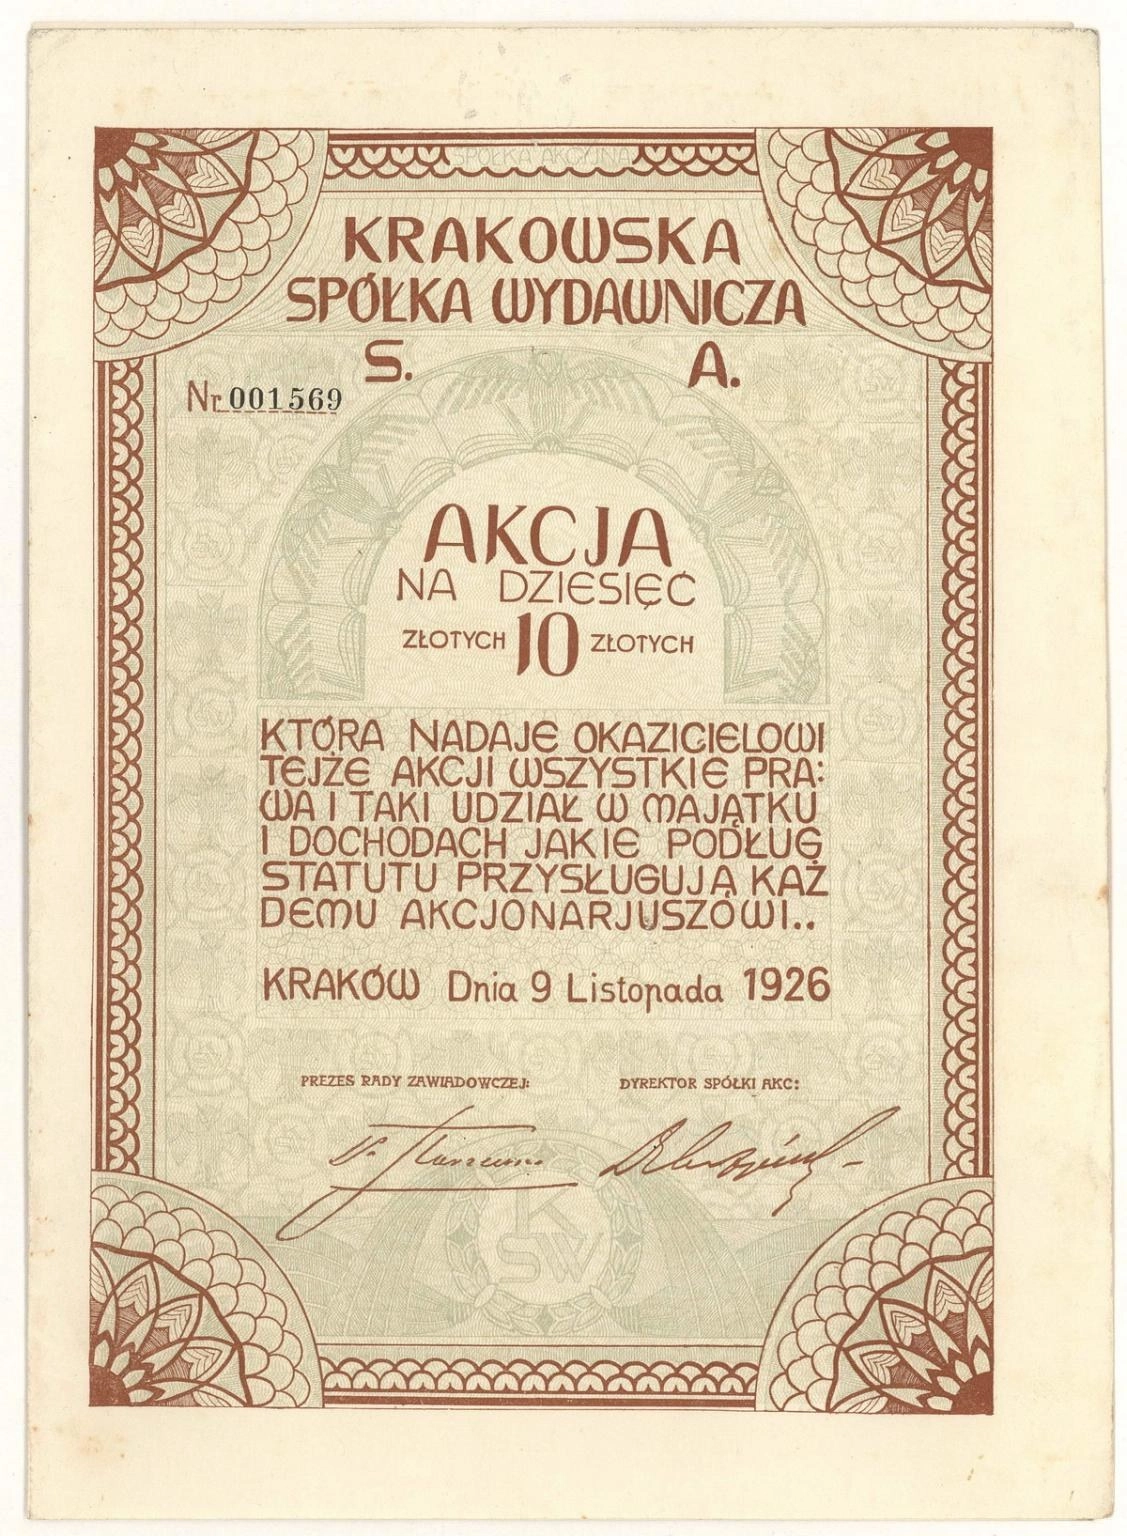 SPÓŁKA AKCYJNA
KRAKOWSKA
SPÓŁKA WYDAWNICZA
S. A.
Nr. 001569
AKCJA
NA DZIESIĘĆ
ZŁOTYCH 10 ZŁOTYCH
KTÓRA NADAJE OKAZICIELOWI
TEJŻE AKCJI WSZYSTKIE PRA:
WA I TAKI UDZIAŁ W MAJĄTKU
I DOCHODACH JAKIE PODŁUG
STATUTU PRZYSŁUGUJĄ KAŻ
DEMU AKCJONARJUSZÓWI..
KRAKÓW Dnia 9 Listopada 1926
PREZES RADY ZAWIADOWCZEJ: DYREKTOR SPÓŁKI AKC:
K
SW